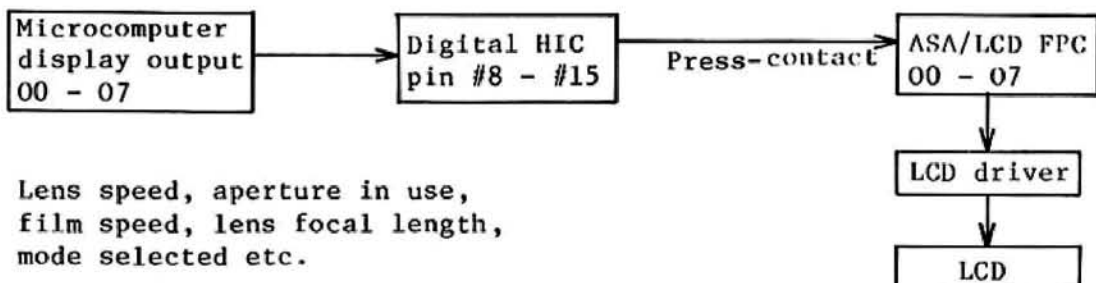 Microcomputer
display output
00 - 07
Digital HIC
pin #8 - #15
Press-contact
ASA/LCD FPC
00 - 07
LCD driver
LCD
Lens speed, aperture in use,
film speed, lens focal length,
mode selected etc.